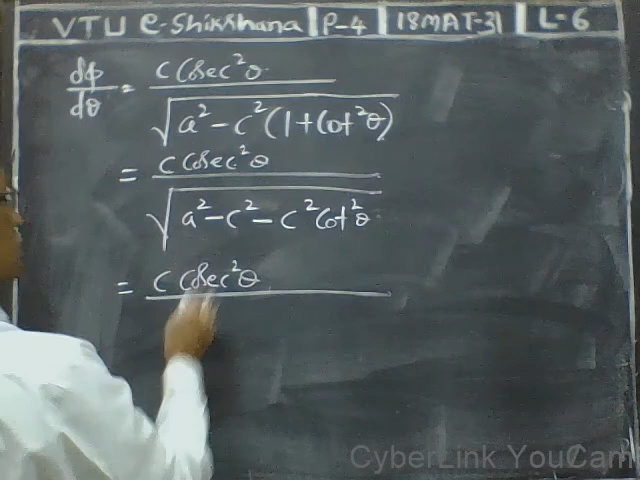 VTU e-Shikshana | P-4 | 18MAT-31 | L-6
dφ/dθ = c Cosec²θ / √(a² - c²(1 + Cot²θ))
= c Cosec²θ / √(a² - c² - c² Cot²θ)
= c Cosec²θ
CyberLink YouCam